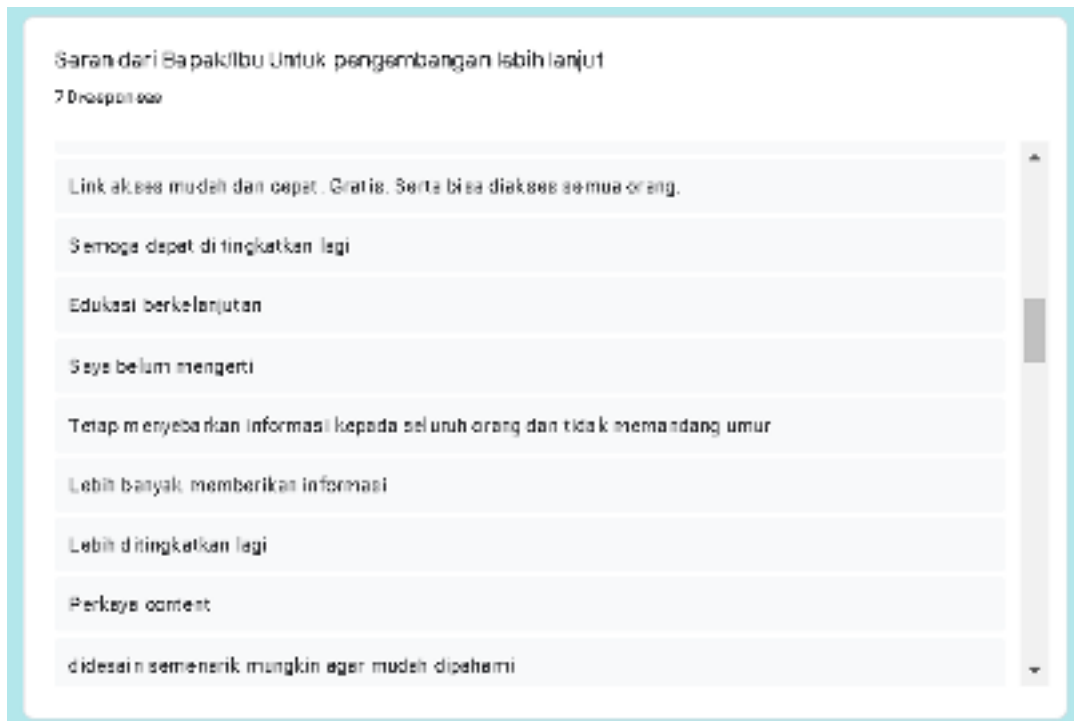 Saran dari Bapak/Ibu Untuk pengembangan lebih lanjut
70 responses
Link akses mudah dan cepat. Gratis. Serta bisa diakses semua orang.
Semoga dapat di tingkatkan lagi
Edukasi berkelanjutan
Saya belum mengerti
Tetap menyebarkan informasi kepada seluruh orang dan tidak memandang umur
Lebih banyak memberikan informasi
Lebih ditingkatkan lagi
Perkaya content
didesain semenarik mungkin agar mudah dipahami